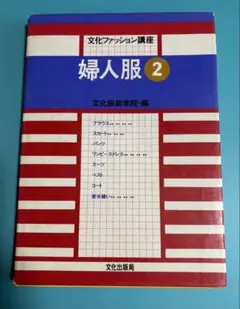 文化ファッション講座
婦人服2
文化服装学院・編
ブラウス
スカート
パンツ
ワンピースドレス
スーツ
ベスト
コート
部分縫い
文化出版局